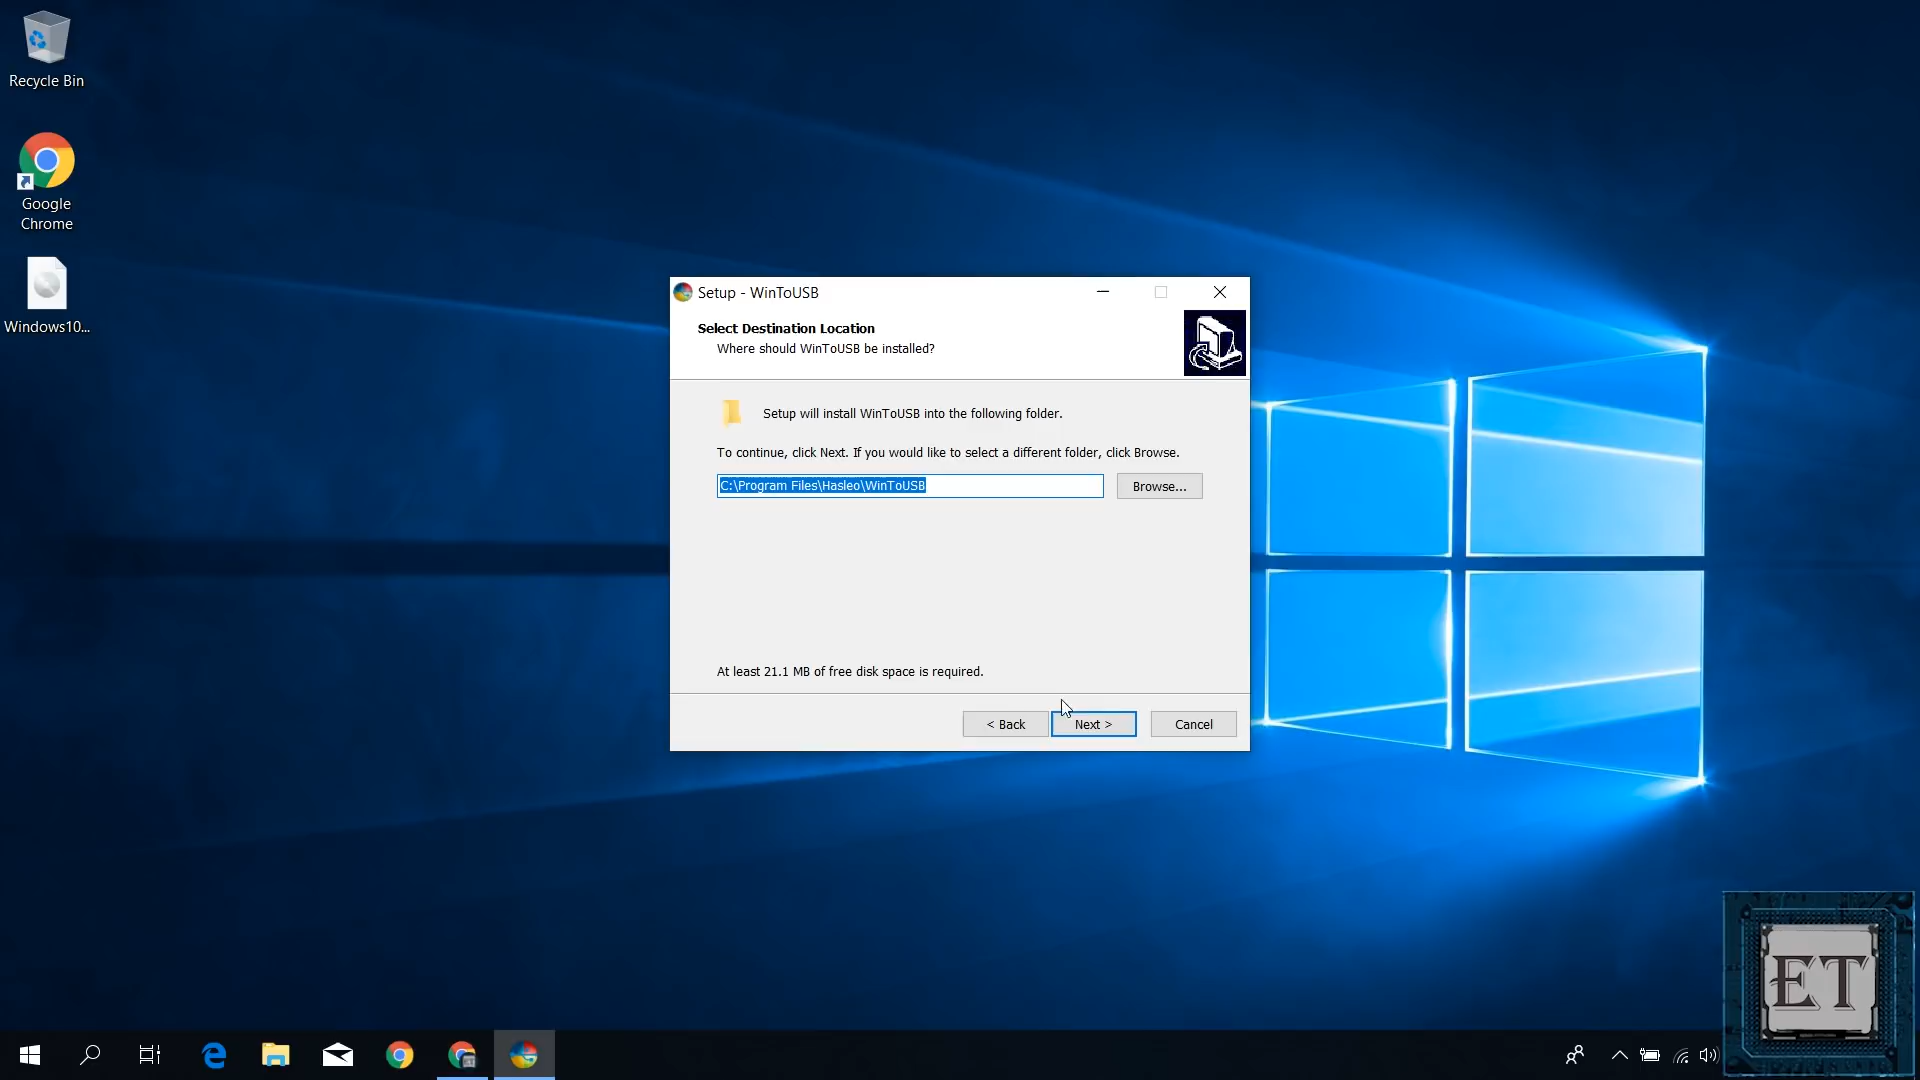 Recycle Bin
Google
Chrome
Windows10...
Setup - WinToUSB
Select Destination Location
Where should WinToUSB be installed?
Setup will install WinToUSB into the following folder.
To continue, click Next. If you would like to select a different folder, click Browse.
C:\Program Files\Hasleo\WinToUSB
Browse...
At least 21.1 MB of free disk space is required.
< Back
Next >
Cancel
ET